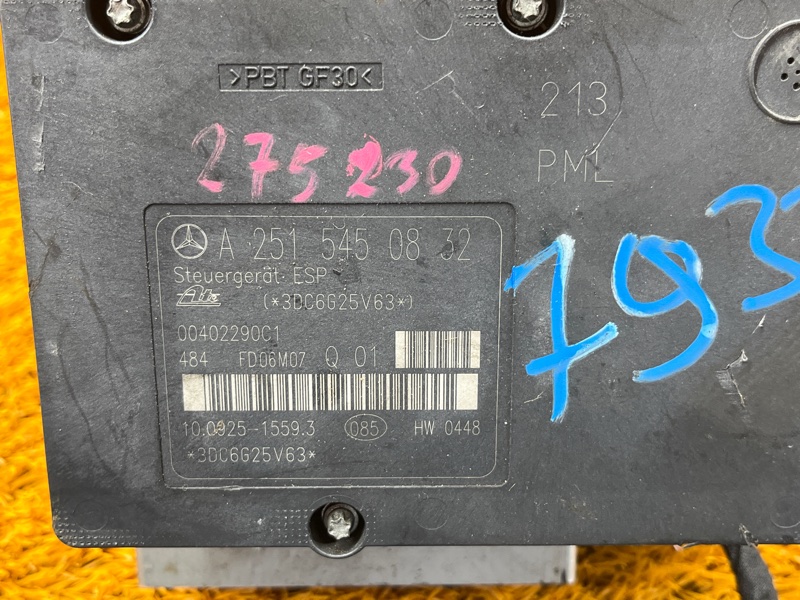 >PBT GF30<
213
PML
275230
793
A 251 545 08 32
Steuergerät ESP
Ate (*3DC6G25V63*)
00402290C1
484 FD06M07 Q 01
10.0925-1559.3 085 HW 0448
*3DC6G25V63*